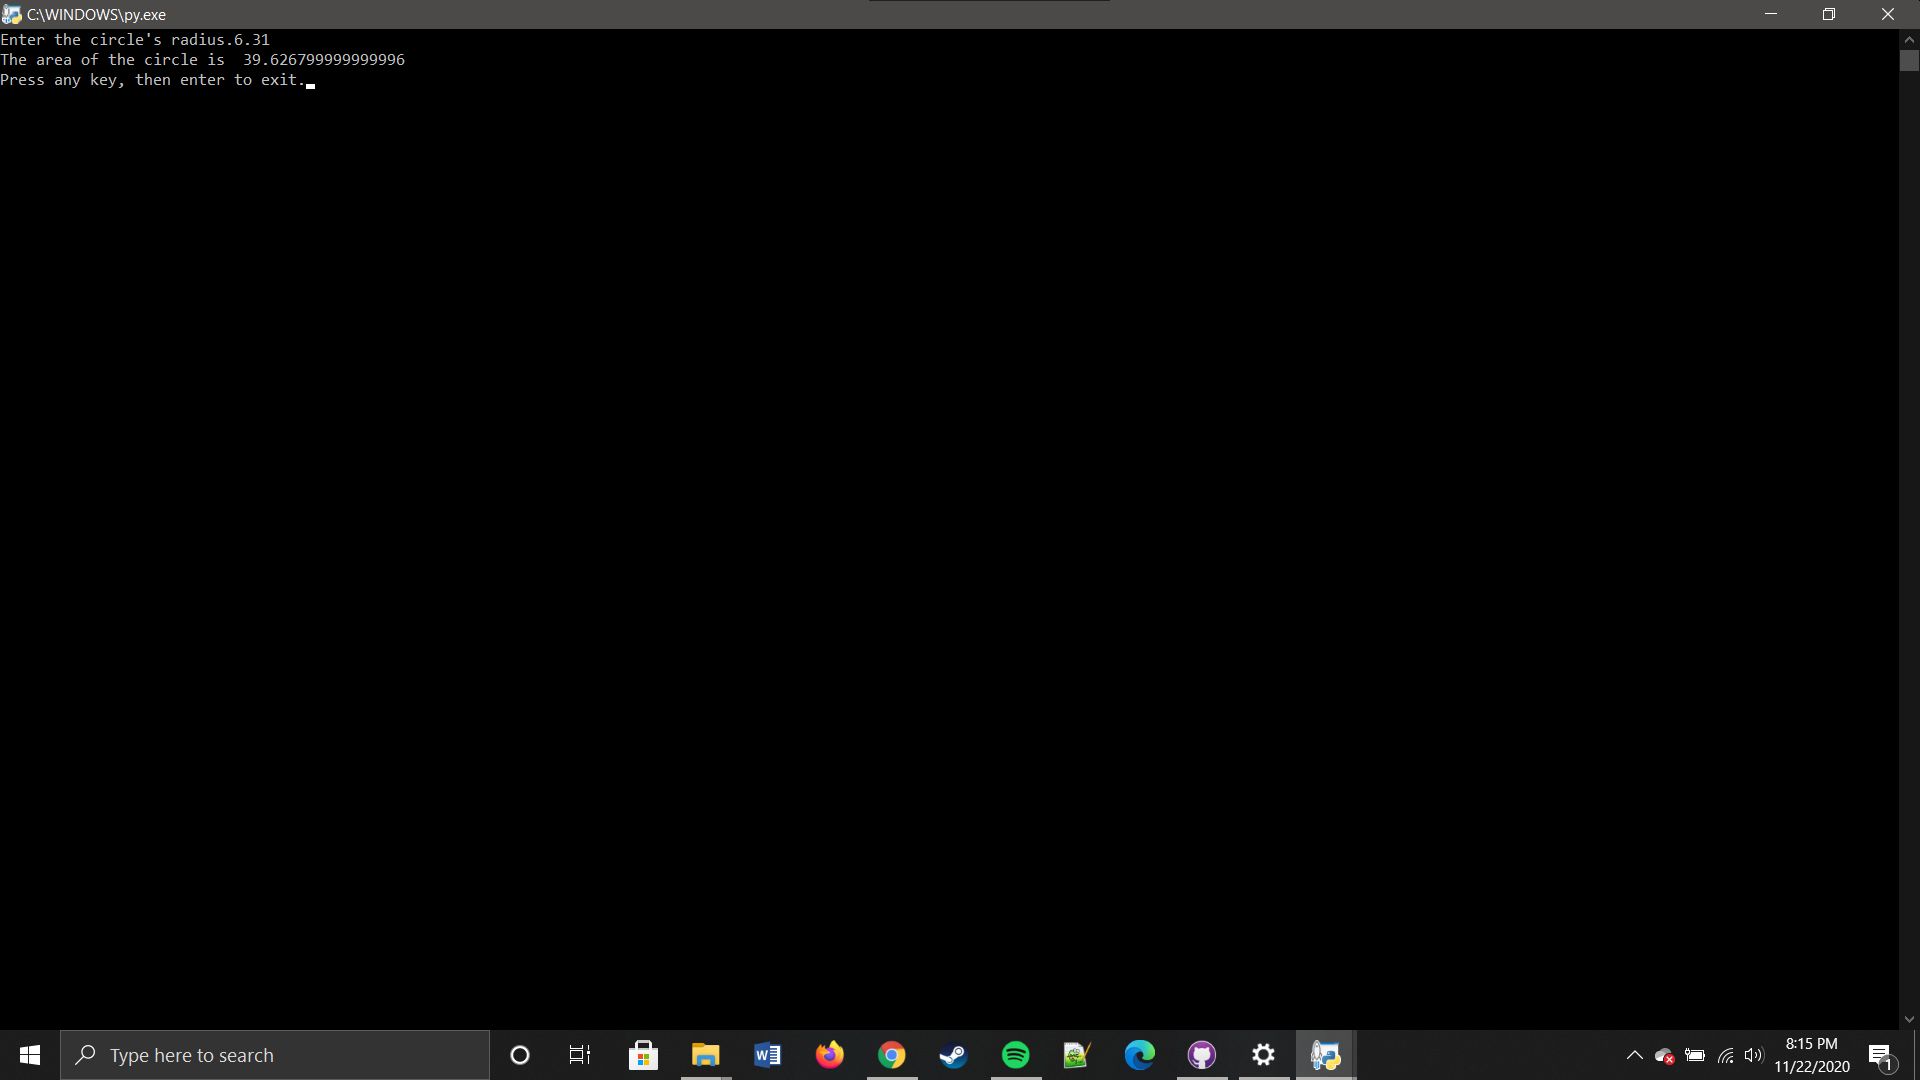 C:\WINDOWS\py.exe
Enter the circle's radius.6.31
The area of the circle is  39.626799999999996
Press any key, then enter to exit.
Type here to search
8:15 PM
11/22/2020
1